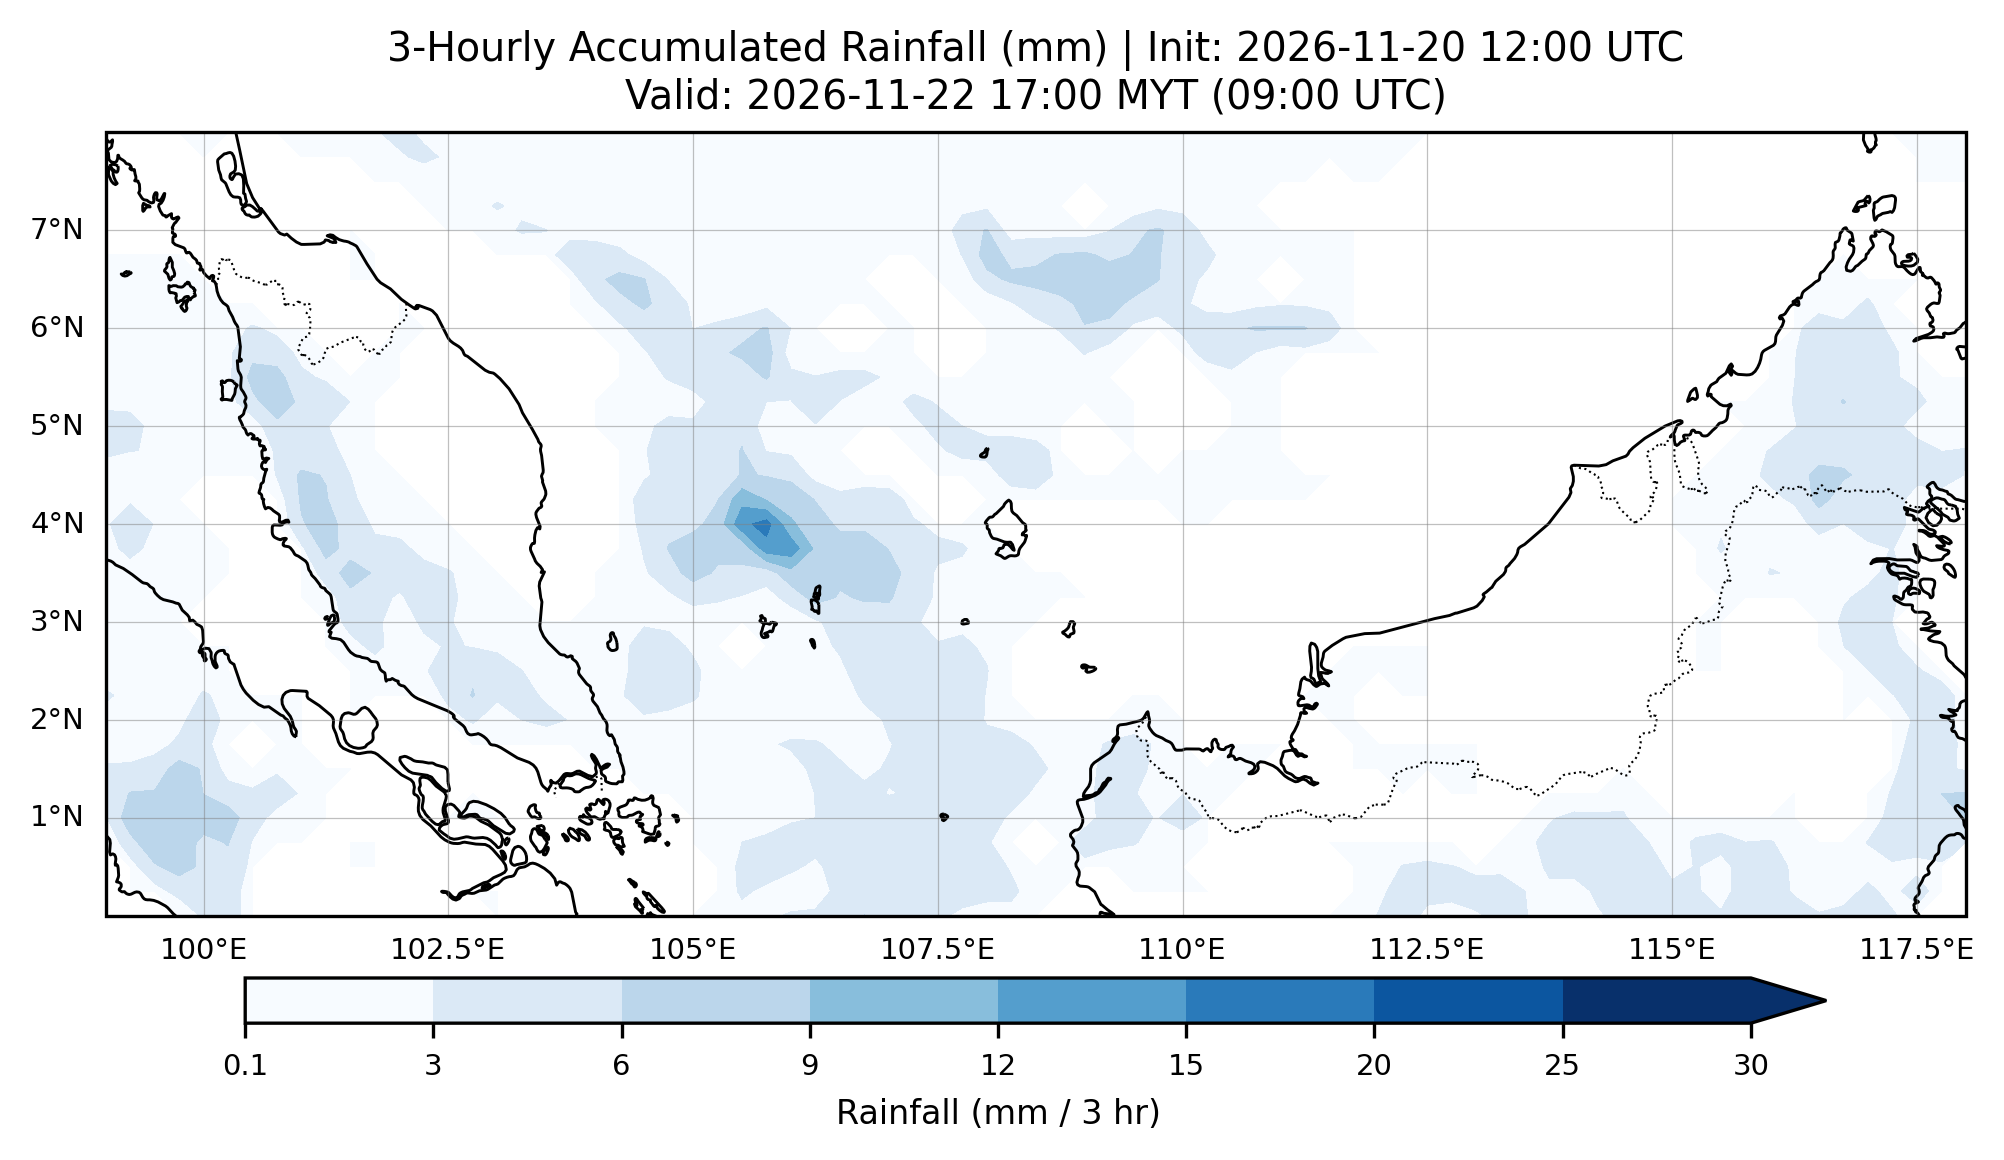 3-Hourly Accumulated Rainfall (mm) | Init: 2026-11-20 12:00 UTC
Valid: 2026-11-22 17:00 MYT (09:00 UTC)
7°N
6°N
5°N
4°N
3°N
2°N
1°N
100°E 102.5°E 105°E 107.5°E 110°E 112.5°E 115°E 117.5°E
0.1 3 6 9 12 15 20 25 30
Rainfall (mm / 3 hr)